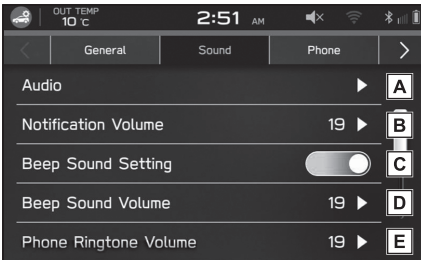 OUT TEMP
10 °C
2:51 AM
General Sound Phone
Audio A
Notification Volume 19 B
Beep Sound Setting C
Beep Sound Volume 19 D
Phone Ringtone Volume 19 E